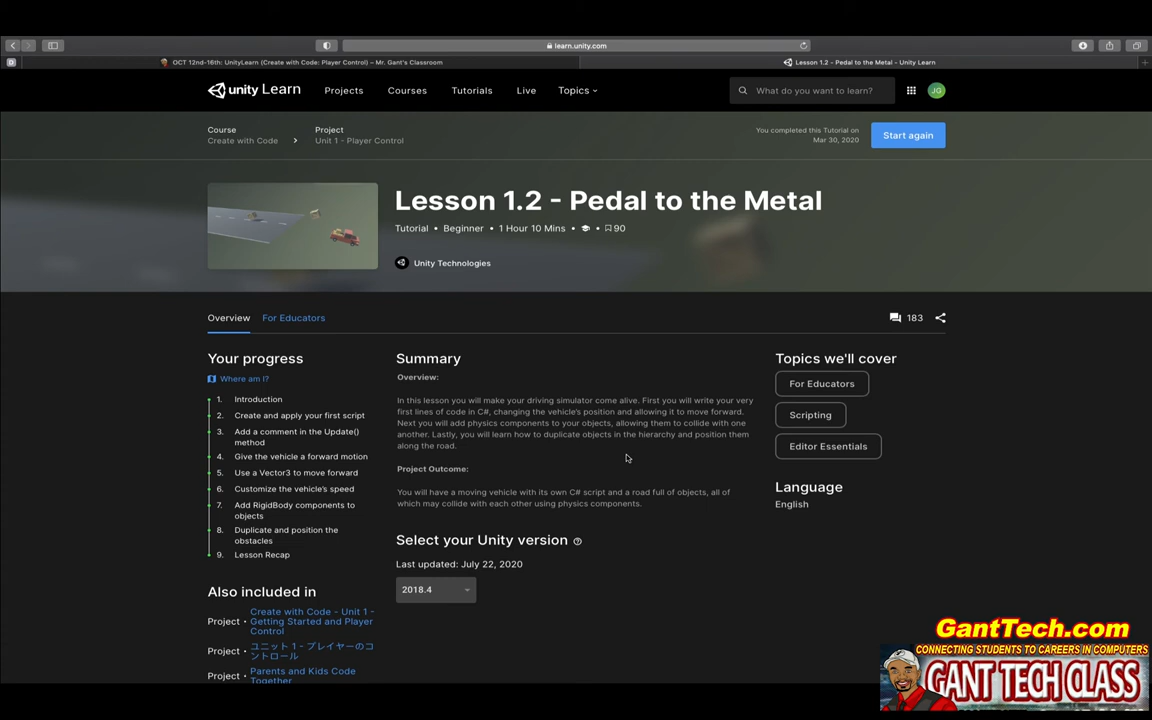 learn.unity.com
OCT 12nd-16th: UnityLearn (Create with Code: Player Control) – Mr. Gant's Classroom
Lesson 1.2 - Pedal to the Metal - Unity Learn
unity Learn
Projects
Courses
Tutorials
Live
Topics
What do you want to learn?
JG
Course
Create with Code
Project
Unit 1 - Player Control
You completed this Tutorial on
Mar 30, 2020
Start again
Lesson 1.2 - Pedal to the Metal
Tutorial • Beginner • 1 Hour 10 Mins • • 90
Unity Technologies
Overview
For Educators
183
Your progress
Where am I?
1. Introduction
2. Create and apply your first script
3. Add a comment in the Update()
method
4. Give the vehicle a forward motion
5. Use a Vector3 to move forward
6. Customize the vehicle's speed
7. Add RigidBody components to
objects
8. Duplicate and position the
obstacles
9. Lesson Recap
Also included in
Project • Create with Code - Unit 1 -
Getting Started and Player
Control
Project • ユニット 1 - プレイヤーのコ
ントロール
Project • Parents and Kids Code
Together
Summary
Overview:
In this lesson you will make your driving simulator come alive. First you will write your very
first lines of code in C#, changing the vehicle's position and allowing it to move forward.
Next you will add physics components to your objects, allowing them to collide with one
another. Lastly, you will learn how to duplicate objects in the hierarchy and position them
along the road.
Project Outcome:
You will have a moving vehicle with its own C# script and a road full of objects, all of
which may collide with each other using physics components.
Select your Unity version
Last updated: July 22, 2020
2018.4
Topics we'll cover
For Educators
Scripting
Editor Essentials
Language
English
GantTech.com
CONNECTING STUDENTS TO CAREERS IN COMPUTERS
GANT TECH CLASS